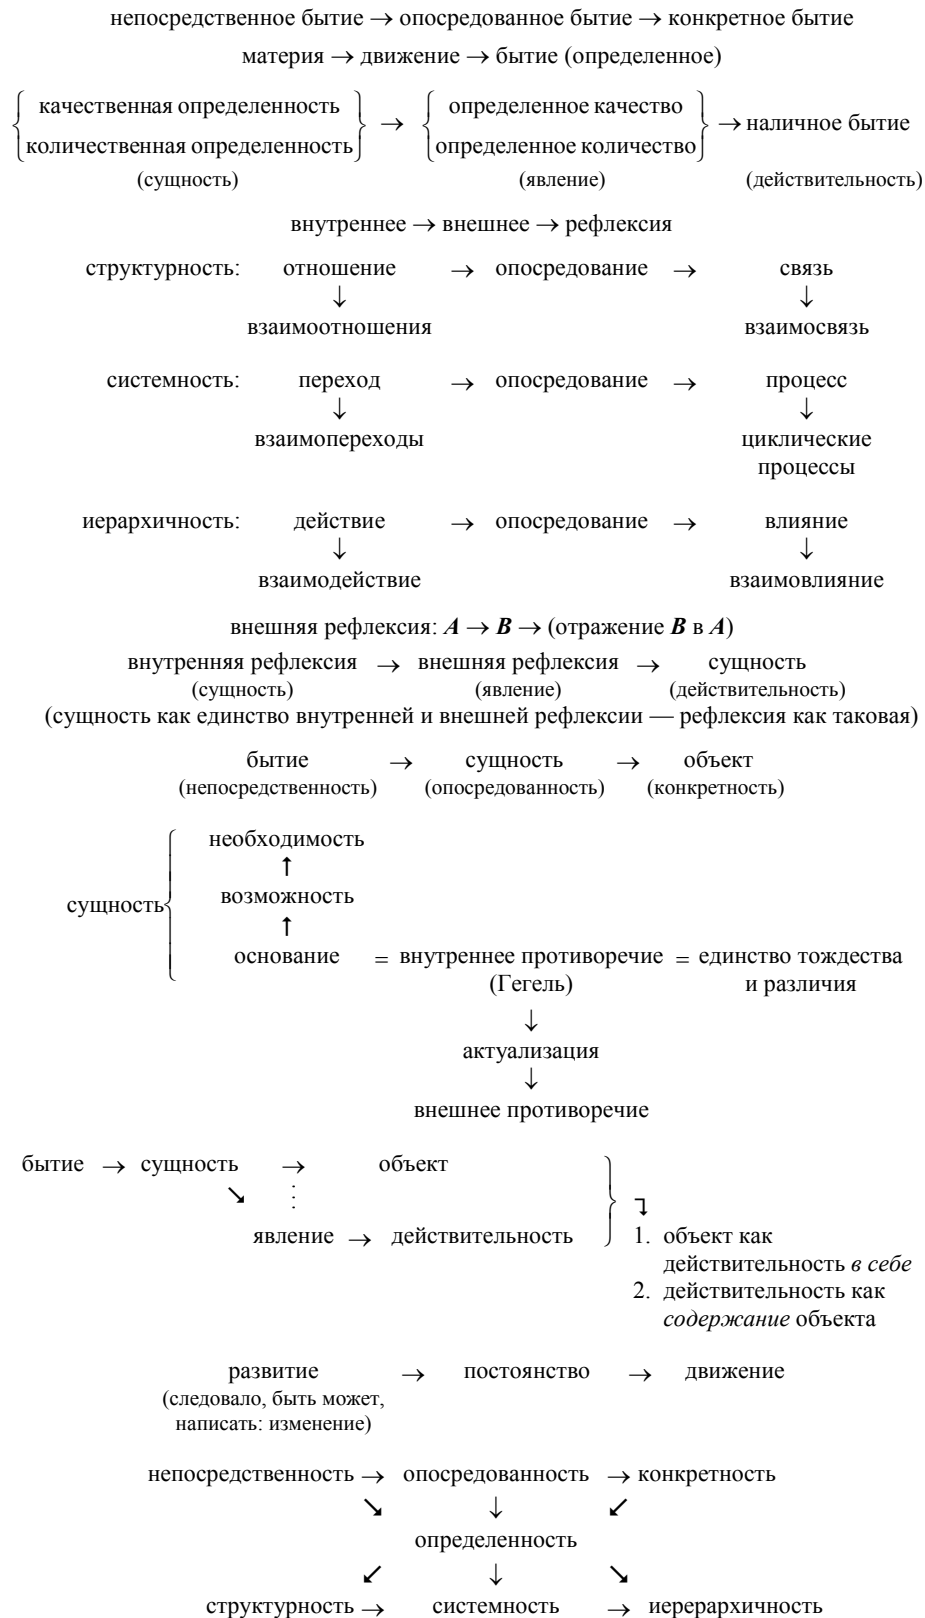 непосредственное бытие → опосредованное бытие → конкретное бытие
материя → движение → бытие (определенное)
{качественная определенность} → {определенное качество} → наличное бытие
{количественная определенность} {определенное количество}
(сущность) (явление) (действительность)
внутреннее → внешнее → рефлексия
структурность: отношение → опосредование → связь
↓ ↓
взаимоотношения взаимосвязь
системность: переход → опосредование → процесс
↓ ↓
взаимопереходы циклические
процессы
иерархичность: действие → опосредование → влияние
↓ ↓
взаимодействие взаимовлияние
внешняя рефлексия: A → B → (отражение B в A)
внутренняя рефлексия → внешняя рефлексия → сущность
(сущность) (явление) (действительность)
(сущность как единство внутренней и внешней рефлексии — рефлексия как таковая)
бытие → сущность → объект
(непосредственность) (опосредованность) (конкретность)
необходимость
↑
сущность { возможность
↑
основание = внутреннее противоречие = единство тождества
(Гегель) и различия
↓
актуализация
↓
внешнее противоречие
бытие → сущность → объект
↘ ⋮ } ↴
явление → действительность 1. объект как
действительность в себе
2. действительность как
содержание объекта
развитие → постоянство → движение
(следовало, быть может,
написать: изменение)
непосредственность → опосредованность → конкретность
↘ ↓ ↙
определенность
↙ ↓ ↘
структурность → системность → иерерархичность